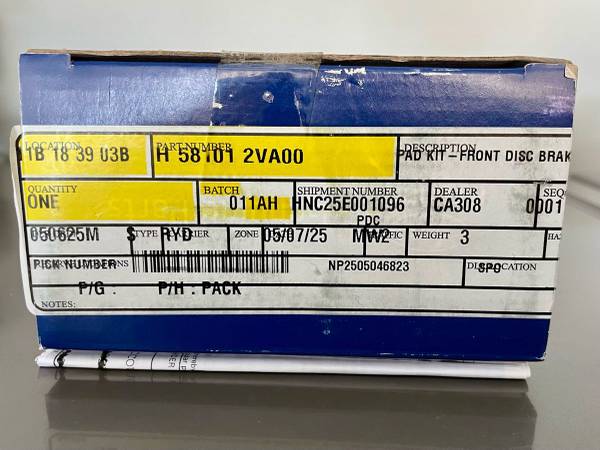 LOCATION PART NUMBER DESCRIPTION
1B 18 39 03B H 58101 2VA00 PAD KIT-FRONT DISC BRAK
QUANTITY BATCH SHIPMENT NUMBER DEALER SEQ
ONE 011AH HNC25E001096 CA308 0001
PDC
050625M S TYPE RYD ZONE 05/07/25 MW2 WEIGHT 3 HA
PICK NUMBER NP2505046823 SPO
P/G : P/H : PACK
NOTES: